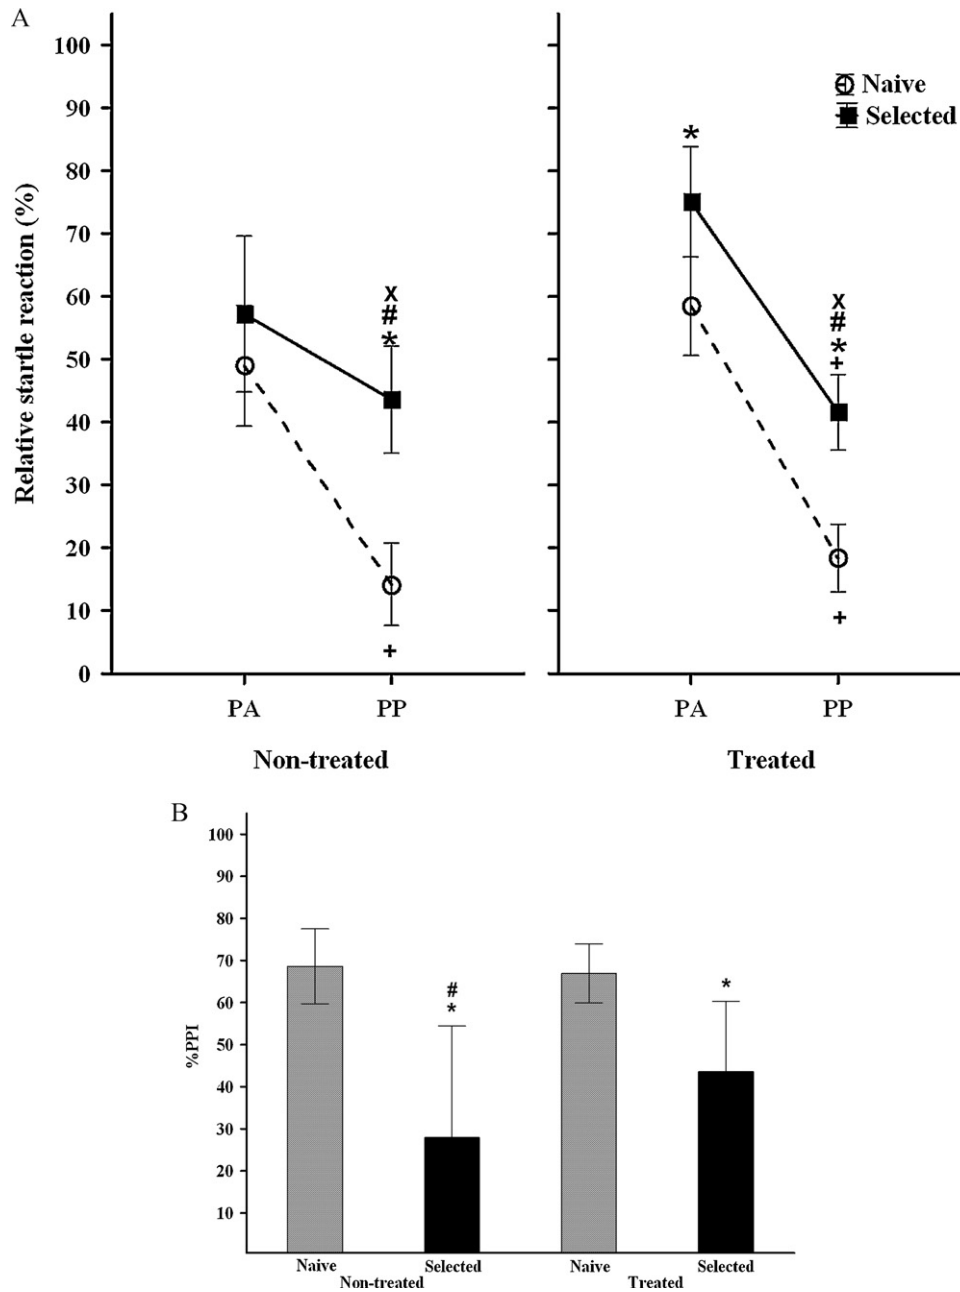 A
Relative startle reaction (%)
100
90
80
70
60
50
40
30
20
10
0
x
#
*
+
PA
PP
Non-treated
Naive
Selected
*
x
#
*
+
+
PA
PP
Treated
B
%PPI
100
90
80
70
60
50
40
30
20
10
#
*
*
Naive
Selected
Naive
Selected
Non-treated
Treated